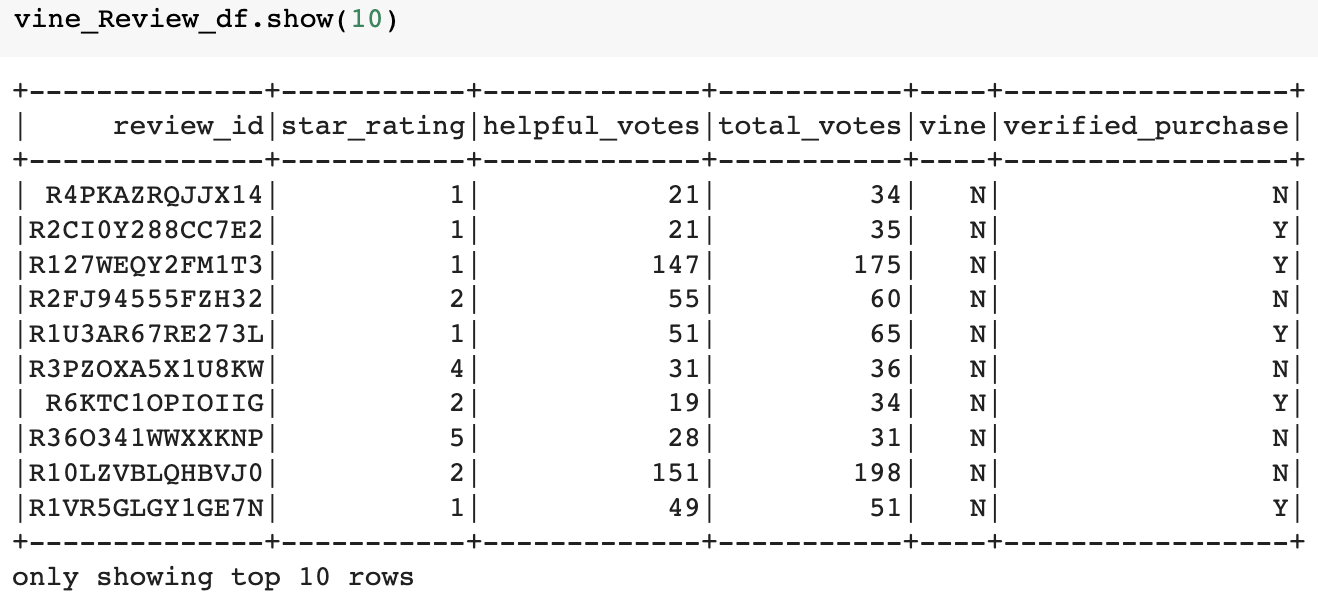 vine_Review_df.show(10)
+--------------+-----------+-------------+-----------+----+-----------------+
|     review_id|star_rating|helpful_votes|total_votes|vine|verified_purchase|
+--------------+-----------+-------------+-----------+----+-----------------+
| R4PKAZRQJJX14|          1|           21|         34|   N|                N|
|R2CI0Y288CC7E2|          1|           21|         35|   N|                Y|
|R127WEQY2FM1T3|          1|          147|        175|   N|                Y|
|R2FJ94555FZH32|          2|           55|         60|   N|                N|
|R1U3AR67RE273L|          1|           51|         65|   N|                Y|
|R3PZOXA5X1U8KW|          4|           31|         36|   N|                N|
| R6KTC1OPIOIIG|          2|           19|         34|   N|                Y|
|R36O341WWXXKNP|          5|           28|         31|   N|                N|
|R10LZVBLQHBVJ0|          2|          151|        198|   N|                N|
|R1VR5GLGY1GE7N|          1|           49|         51|   N|                Y|
+--------------+-----------+-------------+-----------+----+-----------------+
only showing top 10 rows